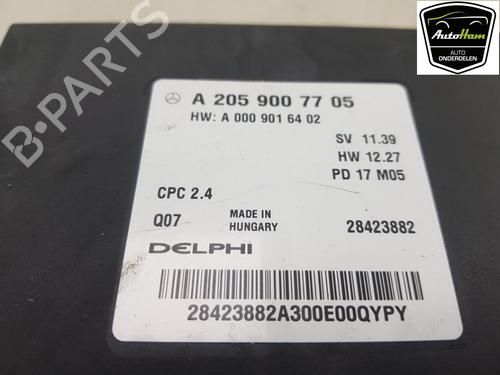 AutoHam
AUTO
ONDERDELEN
B-PARTS
A 205 900 77 05
HW: A 000 901 64 02
SV 11.39
HW 12.27
PD 17 M05
CPC 2.4
Q07
MADE IN
HUNGARY
28423882
DELPHI
28423882A300E00QYPY